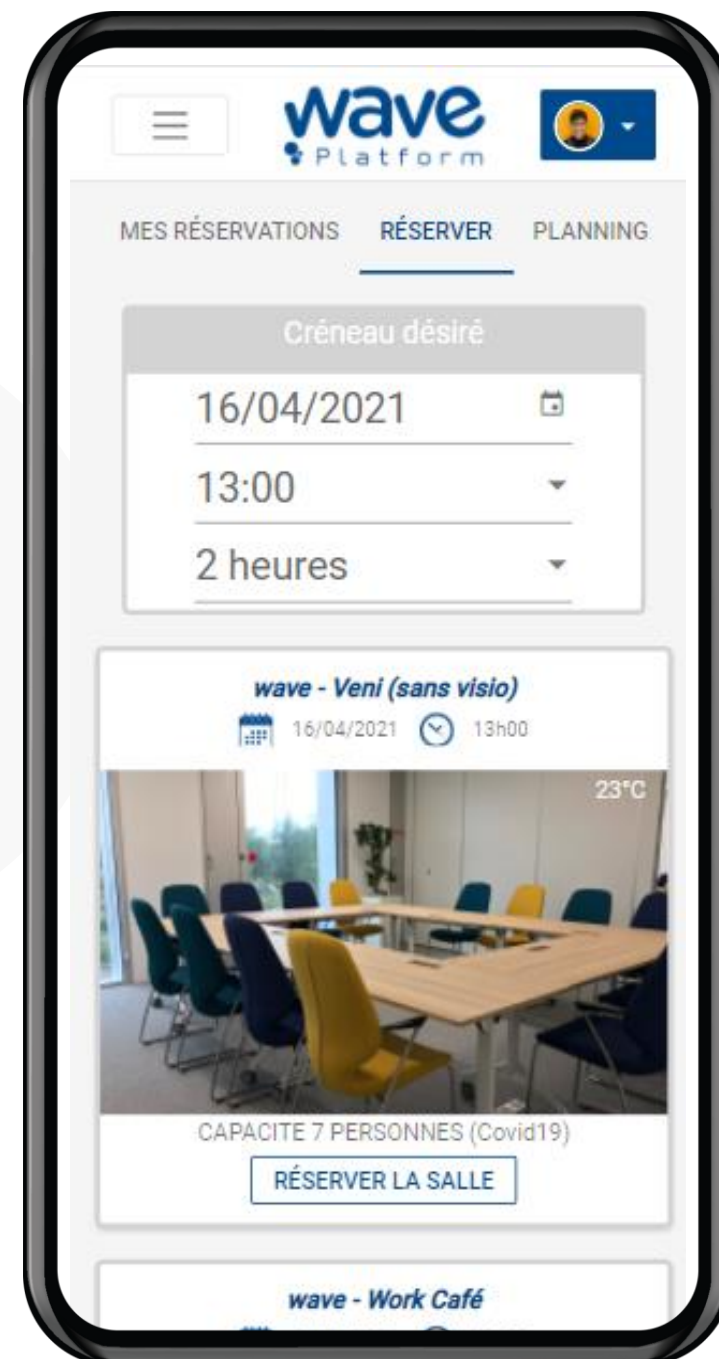 wave
Platform
MES RÉSERVATIONS RÉSERVER PLANNING
Créneau désiré
16/04/2021
13:00
2 heures
wave - Veni (sans visio)
16/04/2021 13h00
23°C
CAPACITE 7 PERSONNES (Covid19)
RÉSERVER LA SALLE
wave - Work Café